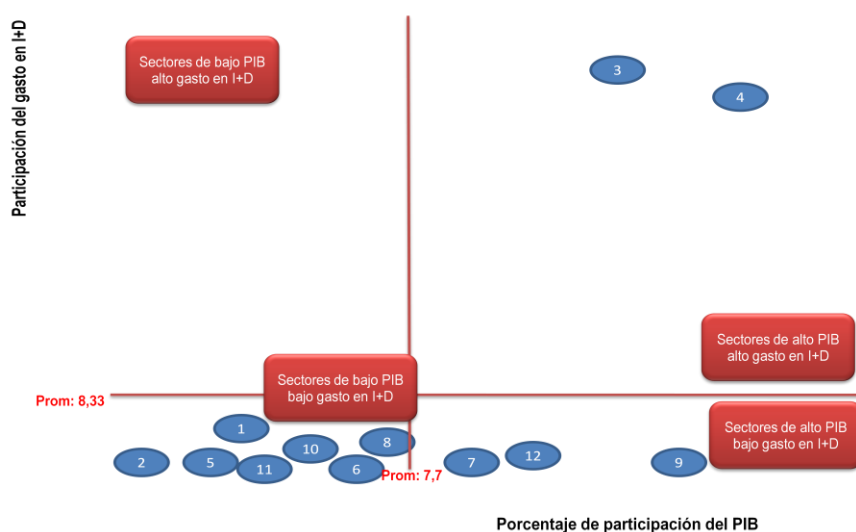 Participación del gasto en I+D
Sectores de bajo PIB
alto gasto en I+D
3
4
Sectores de alto PIB
alto gasto en I+D
Sectores de bajo PIB
bajo gasto en I+D
Prom: 8,33
Sectores de alto PIB
bajo gasto en I+D
1
8
10
12
2
5
11
6
7
9
Prom: 7,7
Porcentaje de participación del PIB